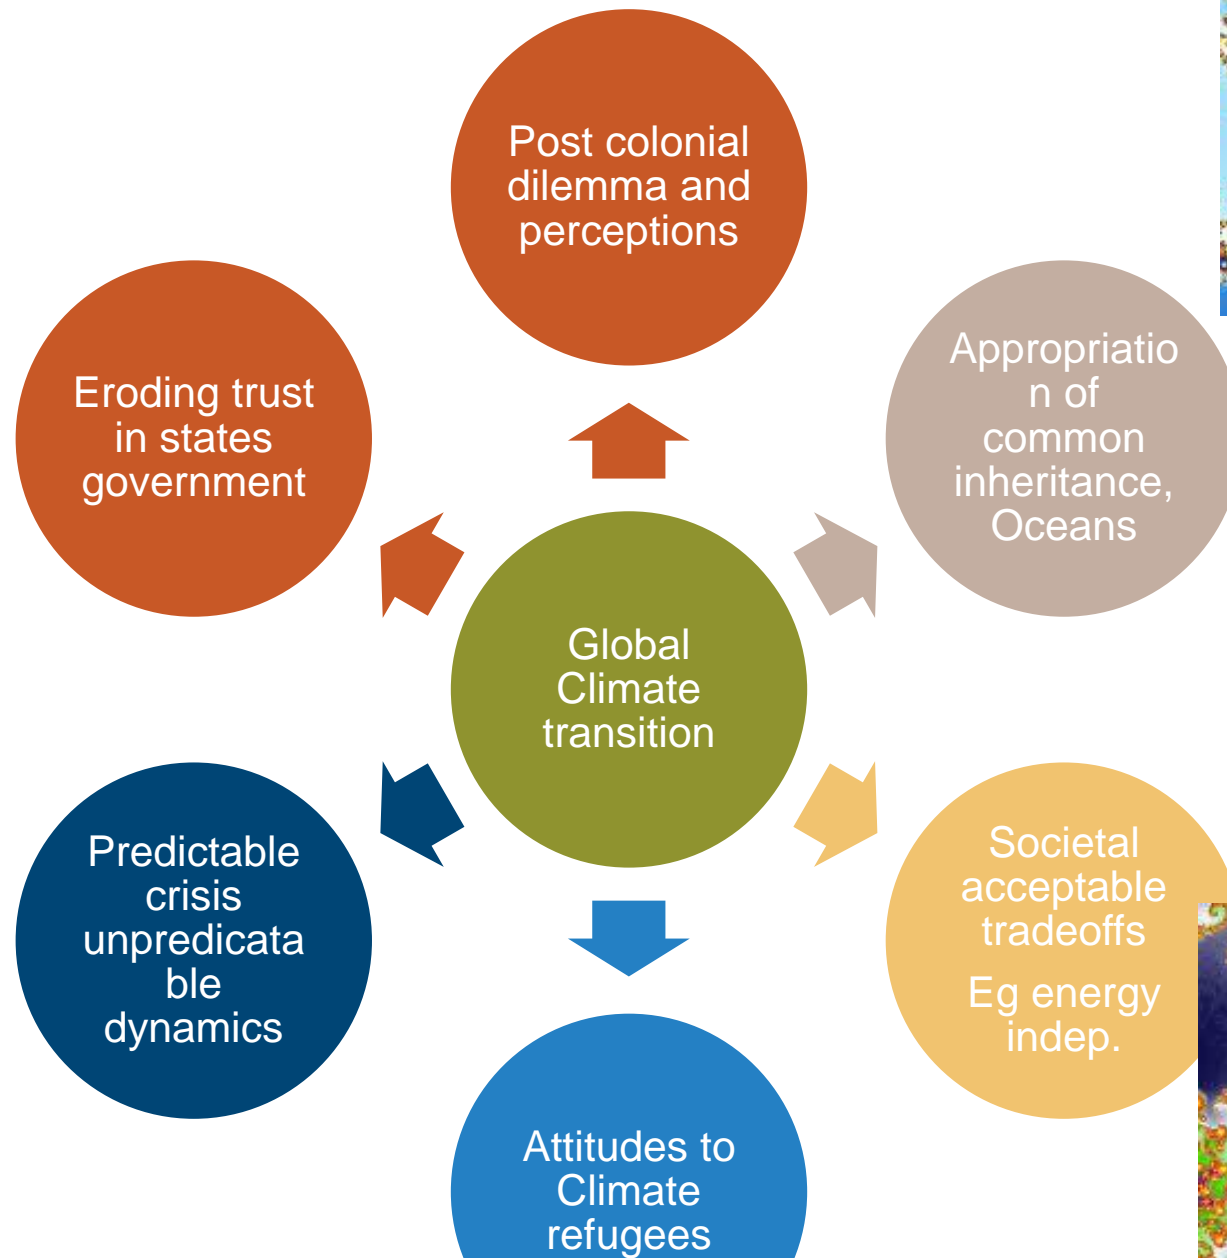 Post colonial
dilemma and
perceptions
Appropriatio
n of
common
inheritance,
Oceans
Eroding trust
in states
government
Global
Climate
transition
Societal
acceptable
tradeoffs
Eg energy
indep.
Predictable
crisis
unpredicata
ble
dynamics
Attitudes to
Climate
refugees